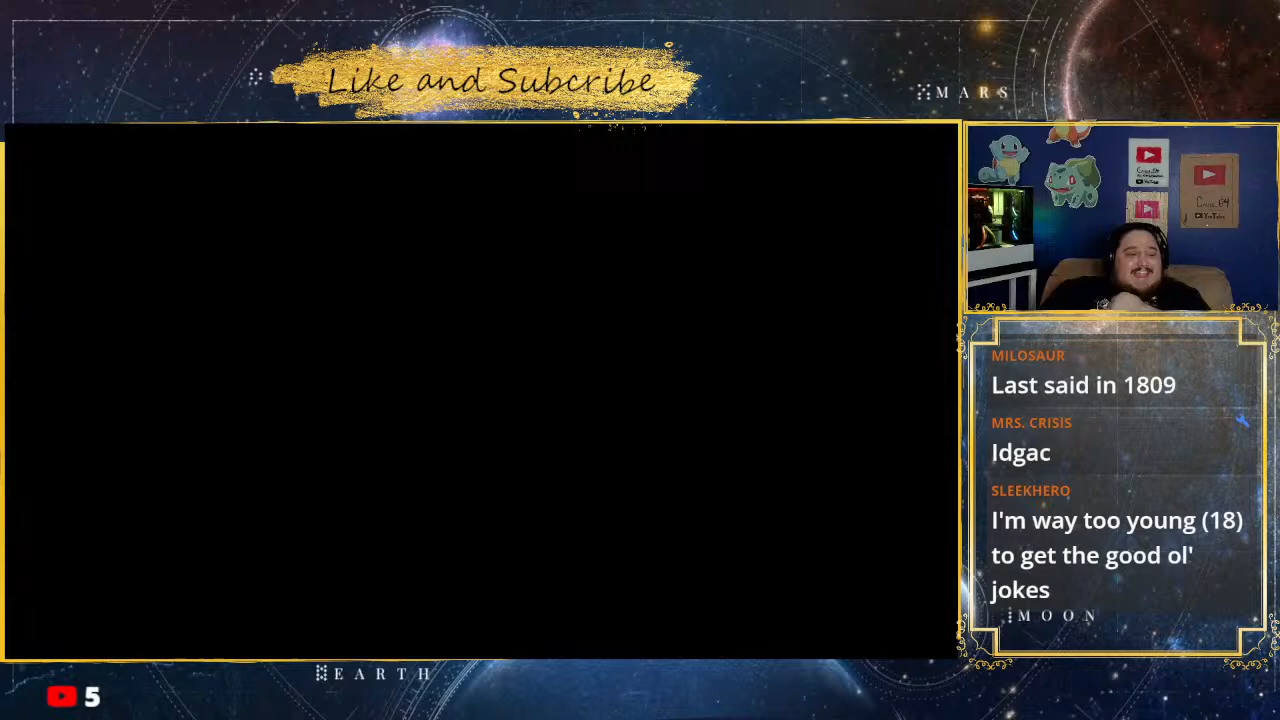 Like and Subcribe
MARS
MILOSAUR
Last said in 1809
MRS. CRISIS
Idgac
SLEEKHERO
I'm way too young (18)
to get the good ol'
jokes
MOON
EARTH
5